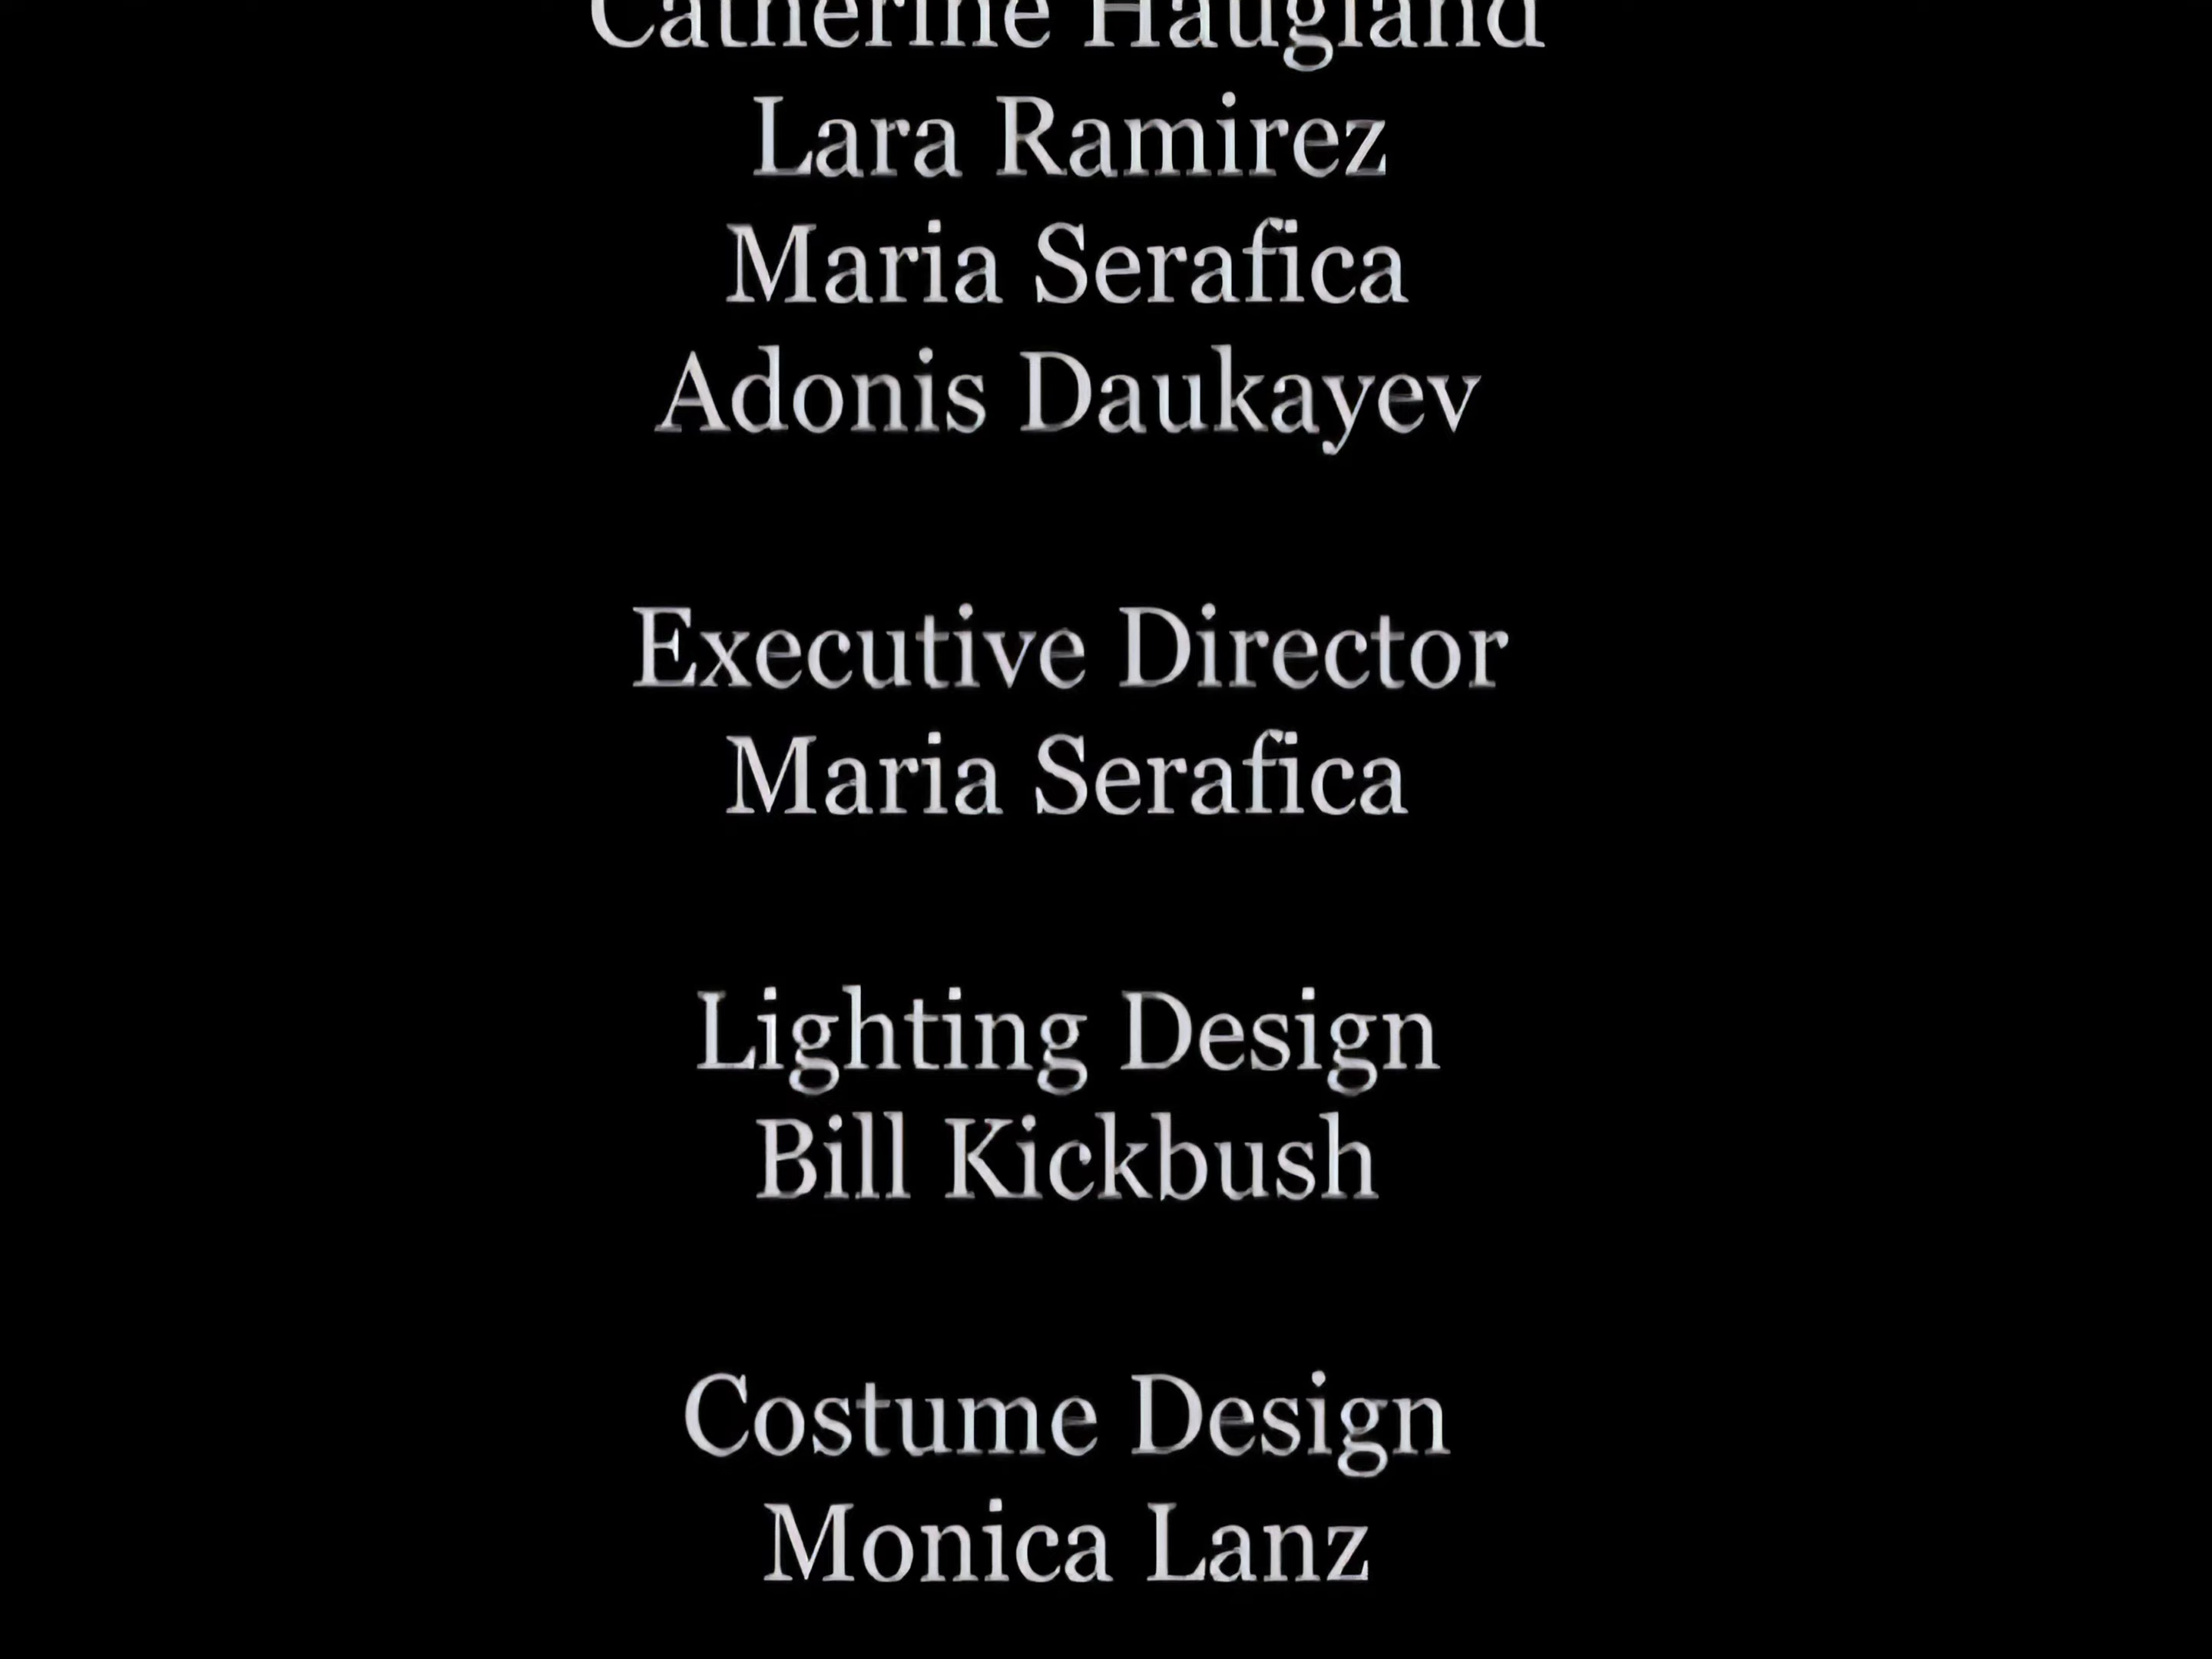 Catherine Haugland
Lara Ramirez
Maria Serafica
Adonis Daukayev
Executive Director
Maria Serafica
Lighting Design
Bill Kickbush
Costume Design
Monica Lanz